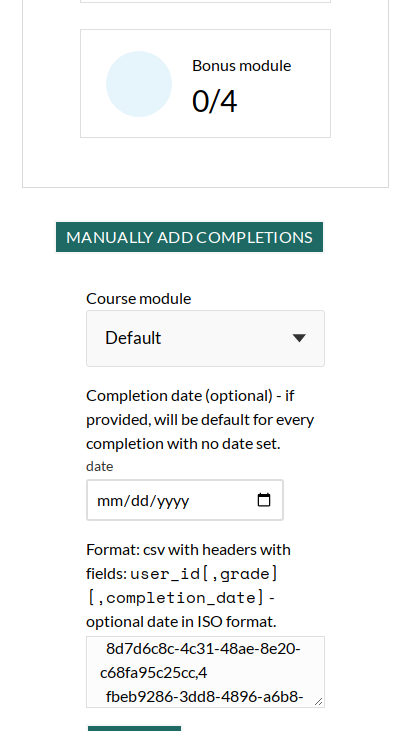 Bonus module
0/4
MANUALLY ADD COMPLETIONS
Course module
Default
Completion date (optional) - if
provided, will be default for every
completion with no date set.
date
mm/dd/yyyy
Format: csv with headers with
fields: user_id[,grade]
[,completion_date] -
optional date in ISO format.
8d7d6c8c-4c31-48ae-8e20-
c68fa95c25cc,4
fbeb9286-3dd8-4896-a6b8-